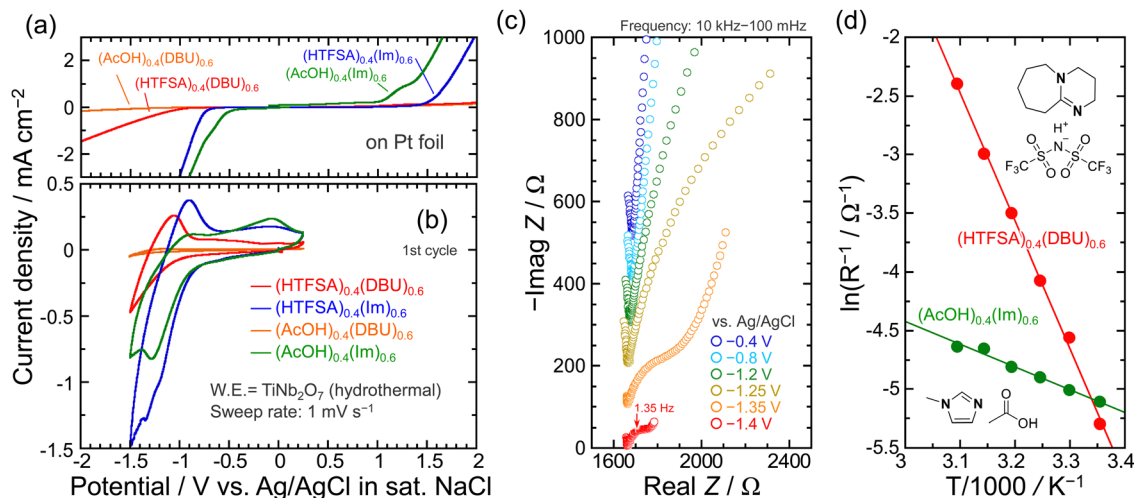 (a)
3
2
0
-2
(AcOH)0.4(DBU)0.6
(HTFSA)0.4(DBU)0.6
(HTFSA)0.4(Im)0.6
(AcOH)0.4(Im)0.6
on Pt foil
Current density / mA cm−2
0.5
0
-0.5
-1
-1.5
(b)
1st cycle
(HTFSA)0.4(DBU)0.6
(HTFSA)0.4(Im)0.6
(AcOH)0.4(DBU)0.6
(AcOH)0.4(Im)0.6
W.E.= TiNb2O7 (hydrothermal)
Sweep rate: 1 mV s−1
-2 -1.5 -1 -0.5 0 0.5 1 1.5 2
Potential / V vs. Ag/AgCl in sat. NaCl
(c)
Frequency: 10 kHz−100 mHz
1000
800
600
400
200
0
−Imag Z / Ω
vs. Ag/AgCl
−0.4 V
−0.8 V
−1.2 V
−1.25 V
−1.35 V
−1.4 V
1.35 Hz
1600 2000 2400
Real Z / Ω
(d)
-2
-2.5
-3
-3.5
-4
-4.5
-5
-5.5
ln(R−1 / Ω−1)
N
N
H+
O N− O
F3C S S CF3
O O
(HTFSA)0.4(DBU)0.6
(AcOH)0.4(Im)0.6
N N O
OH
3 3.1 3.2 3.3 3.4
T/1000 / K−1